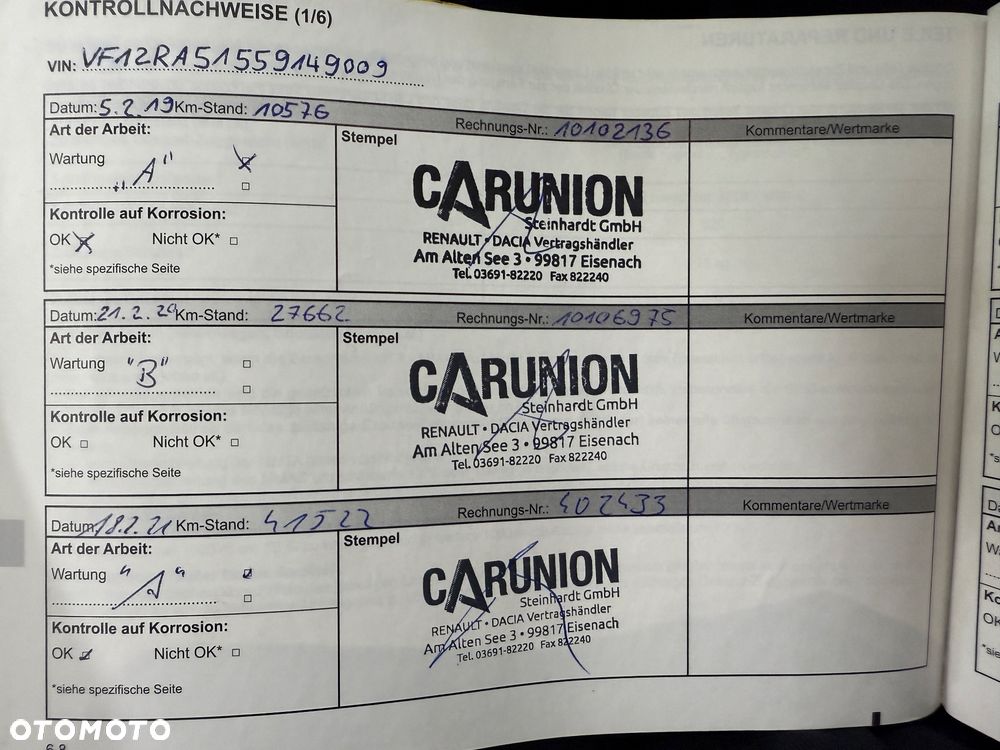 KONTROLLNACHWEISE (1/6)
VIN: VF12RA51559149009
Datum: 5.2.19 Km-Stand: 10576 Rechnungs-Nr.: 10102136 Kommentare/Wertmarke
Art der Arbeit:
Stempel
Wartung
"A"
CARUNION
Steinhardt GmbH
Kontrolle auf Korrosion:
RENAULT • DACIA Vertragshändler
OK Nicht OK*
Am Alten See 3 • 99817 Eisenach
*siehe spezifische Seite
Tel. 03691-82220 Fax 822240
Datum: 21.2.20 Km-Stand: 27662 Rechnungs-Nr.: 10106975 Kommentare/Wertmarke
Art der Arbeit:
Stempel
Wartung "B"
CARUNION
Steinhardt GmbH
Kontrolle auf Korrosion:
RENAULT • DACIA Vertragshändler
OK Nicht OK*
Am Alten See 3 • 99817 Eisenach
*siehe spezifische Seite
Tel. 03691-82220 Fax 822240
Datum: 18.2.21 Km-Stand: 41522 Rechnungs-Nr.: 402433 Kommentare/Wertmarke
Art der Arbeit:
Stempel
Wartung "A"
CARUNION
Steinhardt GmbH
Kontrolle auf Korrosion:
RENAULT • DACIA Vertragshändler
OK Nicht OK*
Am Alten See 3 • 99817 Eisenach
*siehe spezifische Seite
Tel. 03691-82220 Fax 822240
OTOMOTO